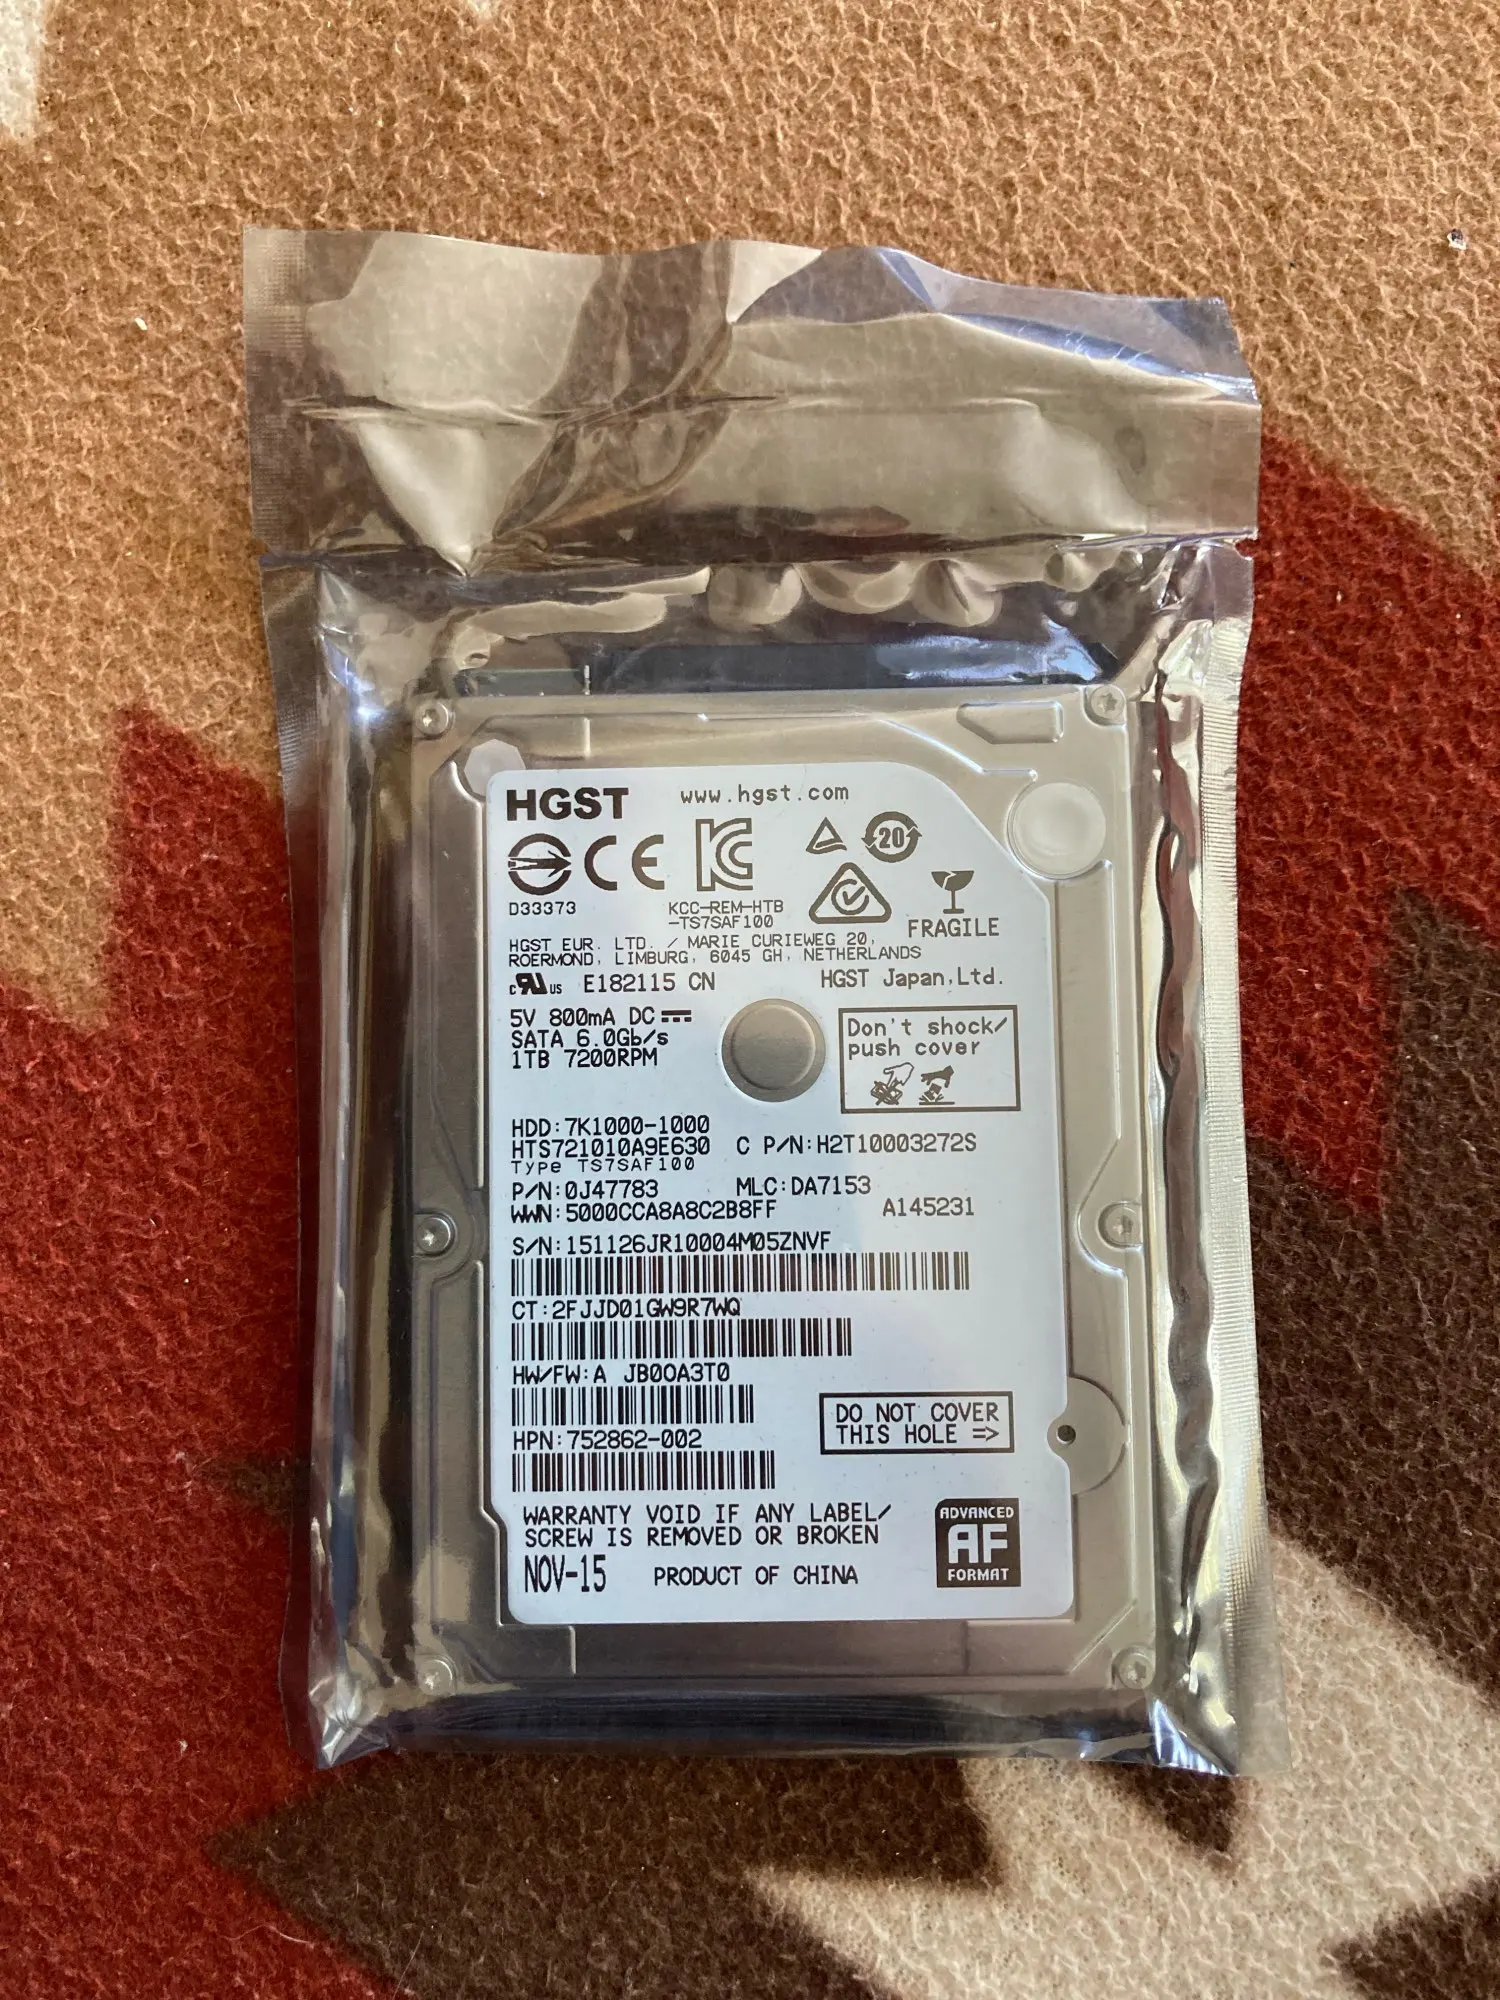 HGST www.hgst.com
20
D33373
KCC-REM-HTB
-TS7SAF100
FRAGILE
HGST EUR. LTD. / MARIE CURIEWEG 20,
ROERMOND, LIMBURG, 6045 GH, NETHERLANDS
c RU US E182115 CN HGST Japan,Ltd.
5V 800mA DC
SATA 6.0Gb/s
1TB 7200RPM
Don't shock/
push cover
HDD:7K1000-1000
HTS721010A9E630 C P/N:H2T10003272S
Type TS7SAF100
P/N:0J47783 MLC:DA7153
WWN:5000CCA8A8C2B8FF A145231
S/N:151126JR10004M05ZNVF
CT:2FJJD01GW9R7WQ
HW/FW:A JB0OA3T0
HPN:752862-002
DO NOT COVER
THIS HOLE =>
WARRANTY VOID IF ANY LABEL/
SCREW IS REMOVED OR BROKEN
NOV-15 PRODUCT OF CHINA
ADVANCED
AF
FORMAT